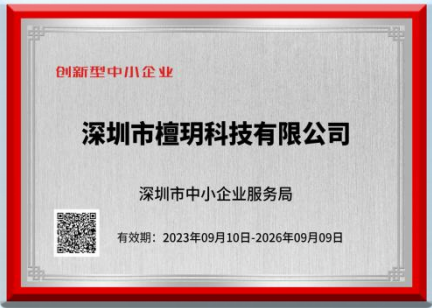 创新型中小企业
深圳市檀玥科技有限公司
深圳市中小企业服务局
有效期：2023年09月10日-2026年09月09日